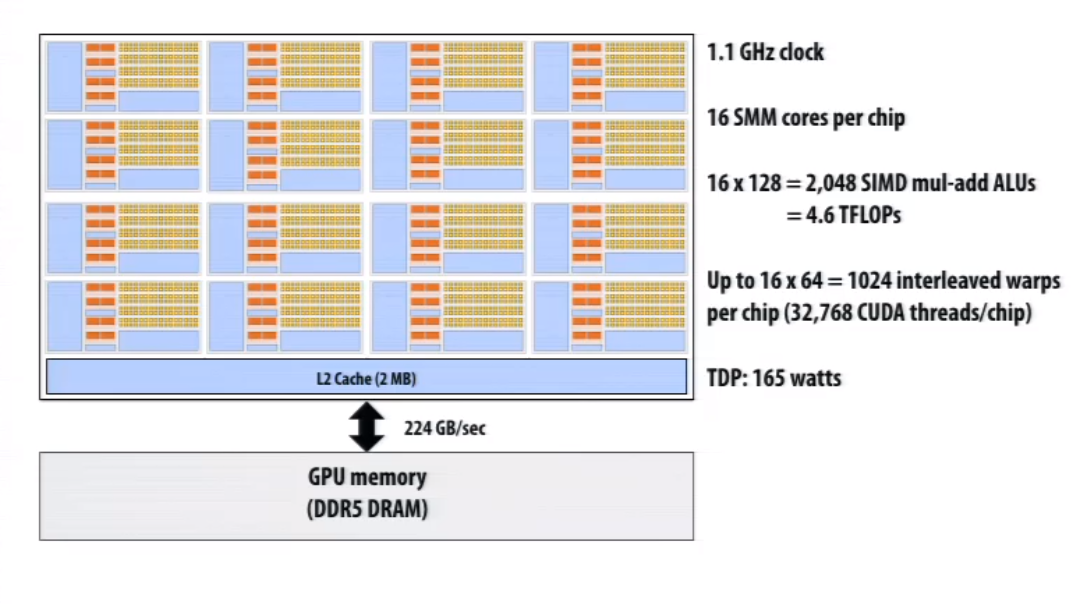 1.1 GHz clock
16 SMM cores per chip
16 x 128 = 2,048 SIMD mul-add ALUs
= 4.6 TFLOPs
Up to 16 x 64 = 1024 interleaved warps
per chip (32,768 CUDA threads/chip)
L2 Cache (2 MB)
TDP: 165 watts
224 GB/sec
GPU memory
(DDR5 DRAM)